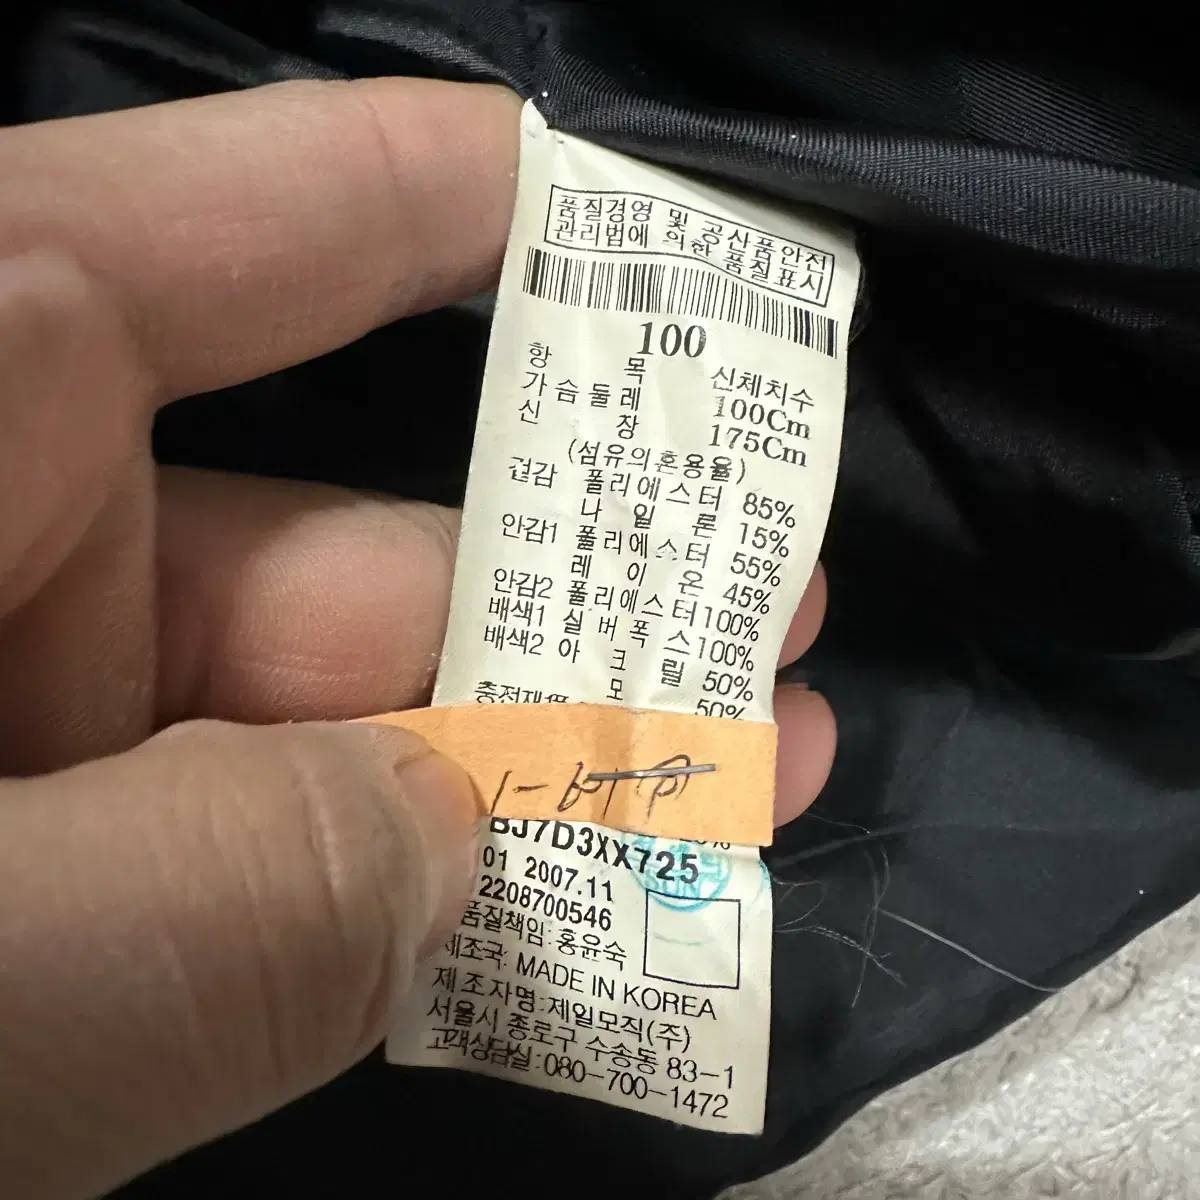 품질경영 및 공산품안전
관리법에 의한 품질표시
100
항 목 신체치수
가 슴 둘 레 100Cm
신 장 175Cm
(섬유의혼용율)
겉감 폴리에스터 85%
나 일 론 15%
안감1 폴리에스터 55%
레 이 온 45%
안감2 폴리에스터100%
배색1 실 버 폭 스100%
배색2 아 크 릴 50%
모 50%
충전재
BJ7D3XX725
01 2007.11
2208700546
품질책임:홍윤숙
제조국: MADE IN KOREA
제조자명:제일모직(주)
서울시 종로구 수송동 83-1
고객상담실:080-700-1472